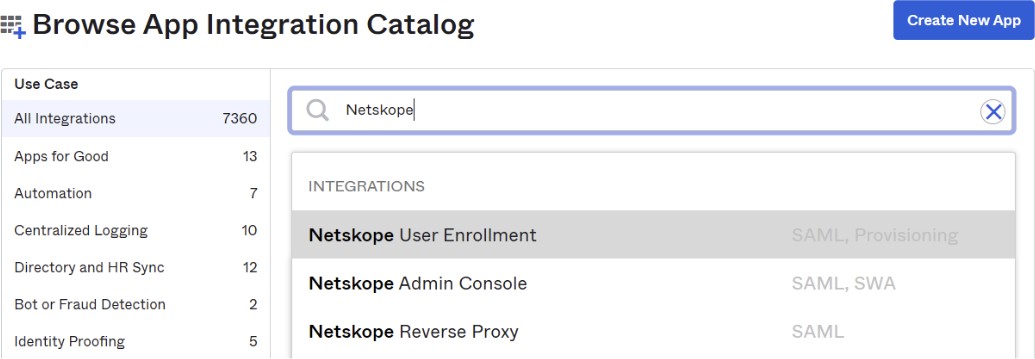 Browse App Integration Catalog
Create New App
Use Case
All Integrations 7360
Apps for Good 13
Automation 7
Centralized Logging 10
Directory and HR Sync 12
Bot or Fraud Detection 2
Identity Proofing 5
Netskope
INTEGRATIONS
Netskope User Enrollment SAML, Provisioning
Netskope Admin Console SAML, SWA
Netskope Reverse Proxy SAML